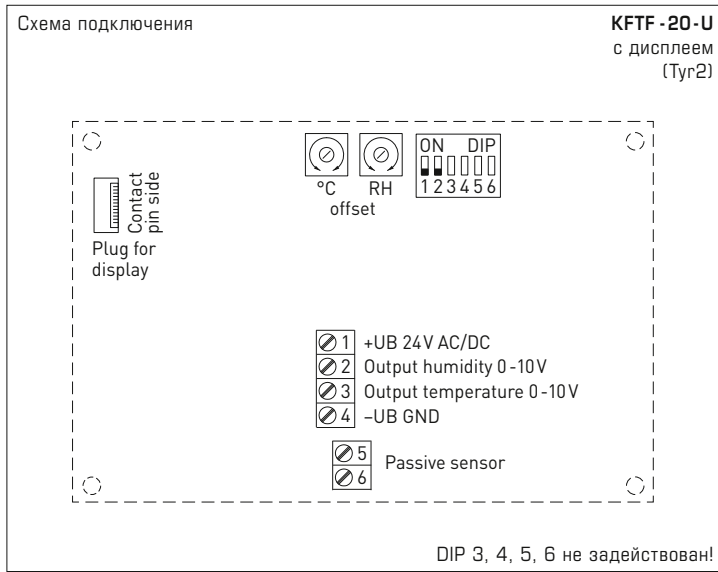 Схема подключения
KFTF - 20 - U
с дисплеем
(Tyr2)
ON DIP
1 2 3 4 5 6
°C RH
offset
Contact
pin side
Plug for
display
1 +UB 24V AC/DC
2 Output humidity 0 -10V
3 Output temperature 0 -10V
4 –UB GND
5
6
Passive sensor
DIP 3, 4, 5, 6 не задействован!